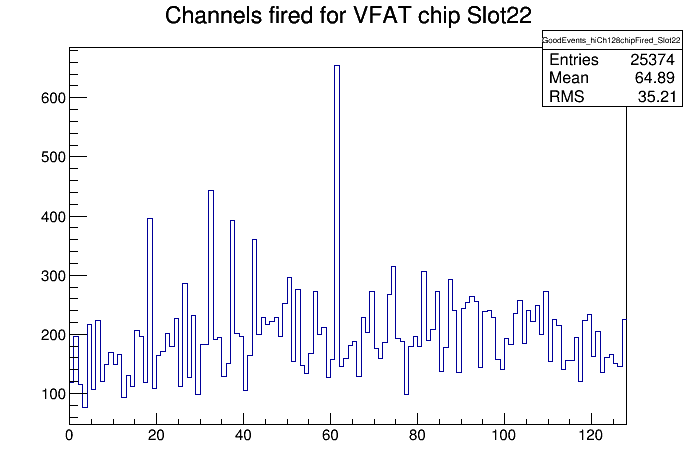 Channels fired for VFAT chip Slot22
GoodEvents_hiCh128chipFired_Slot22
Entries 25374
Mean 64.89
RMS 35.21
600
500
400
300
200
100
0 20 40 60 80 100 120